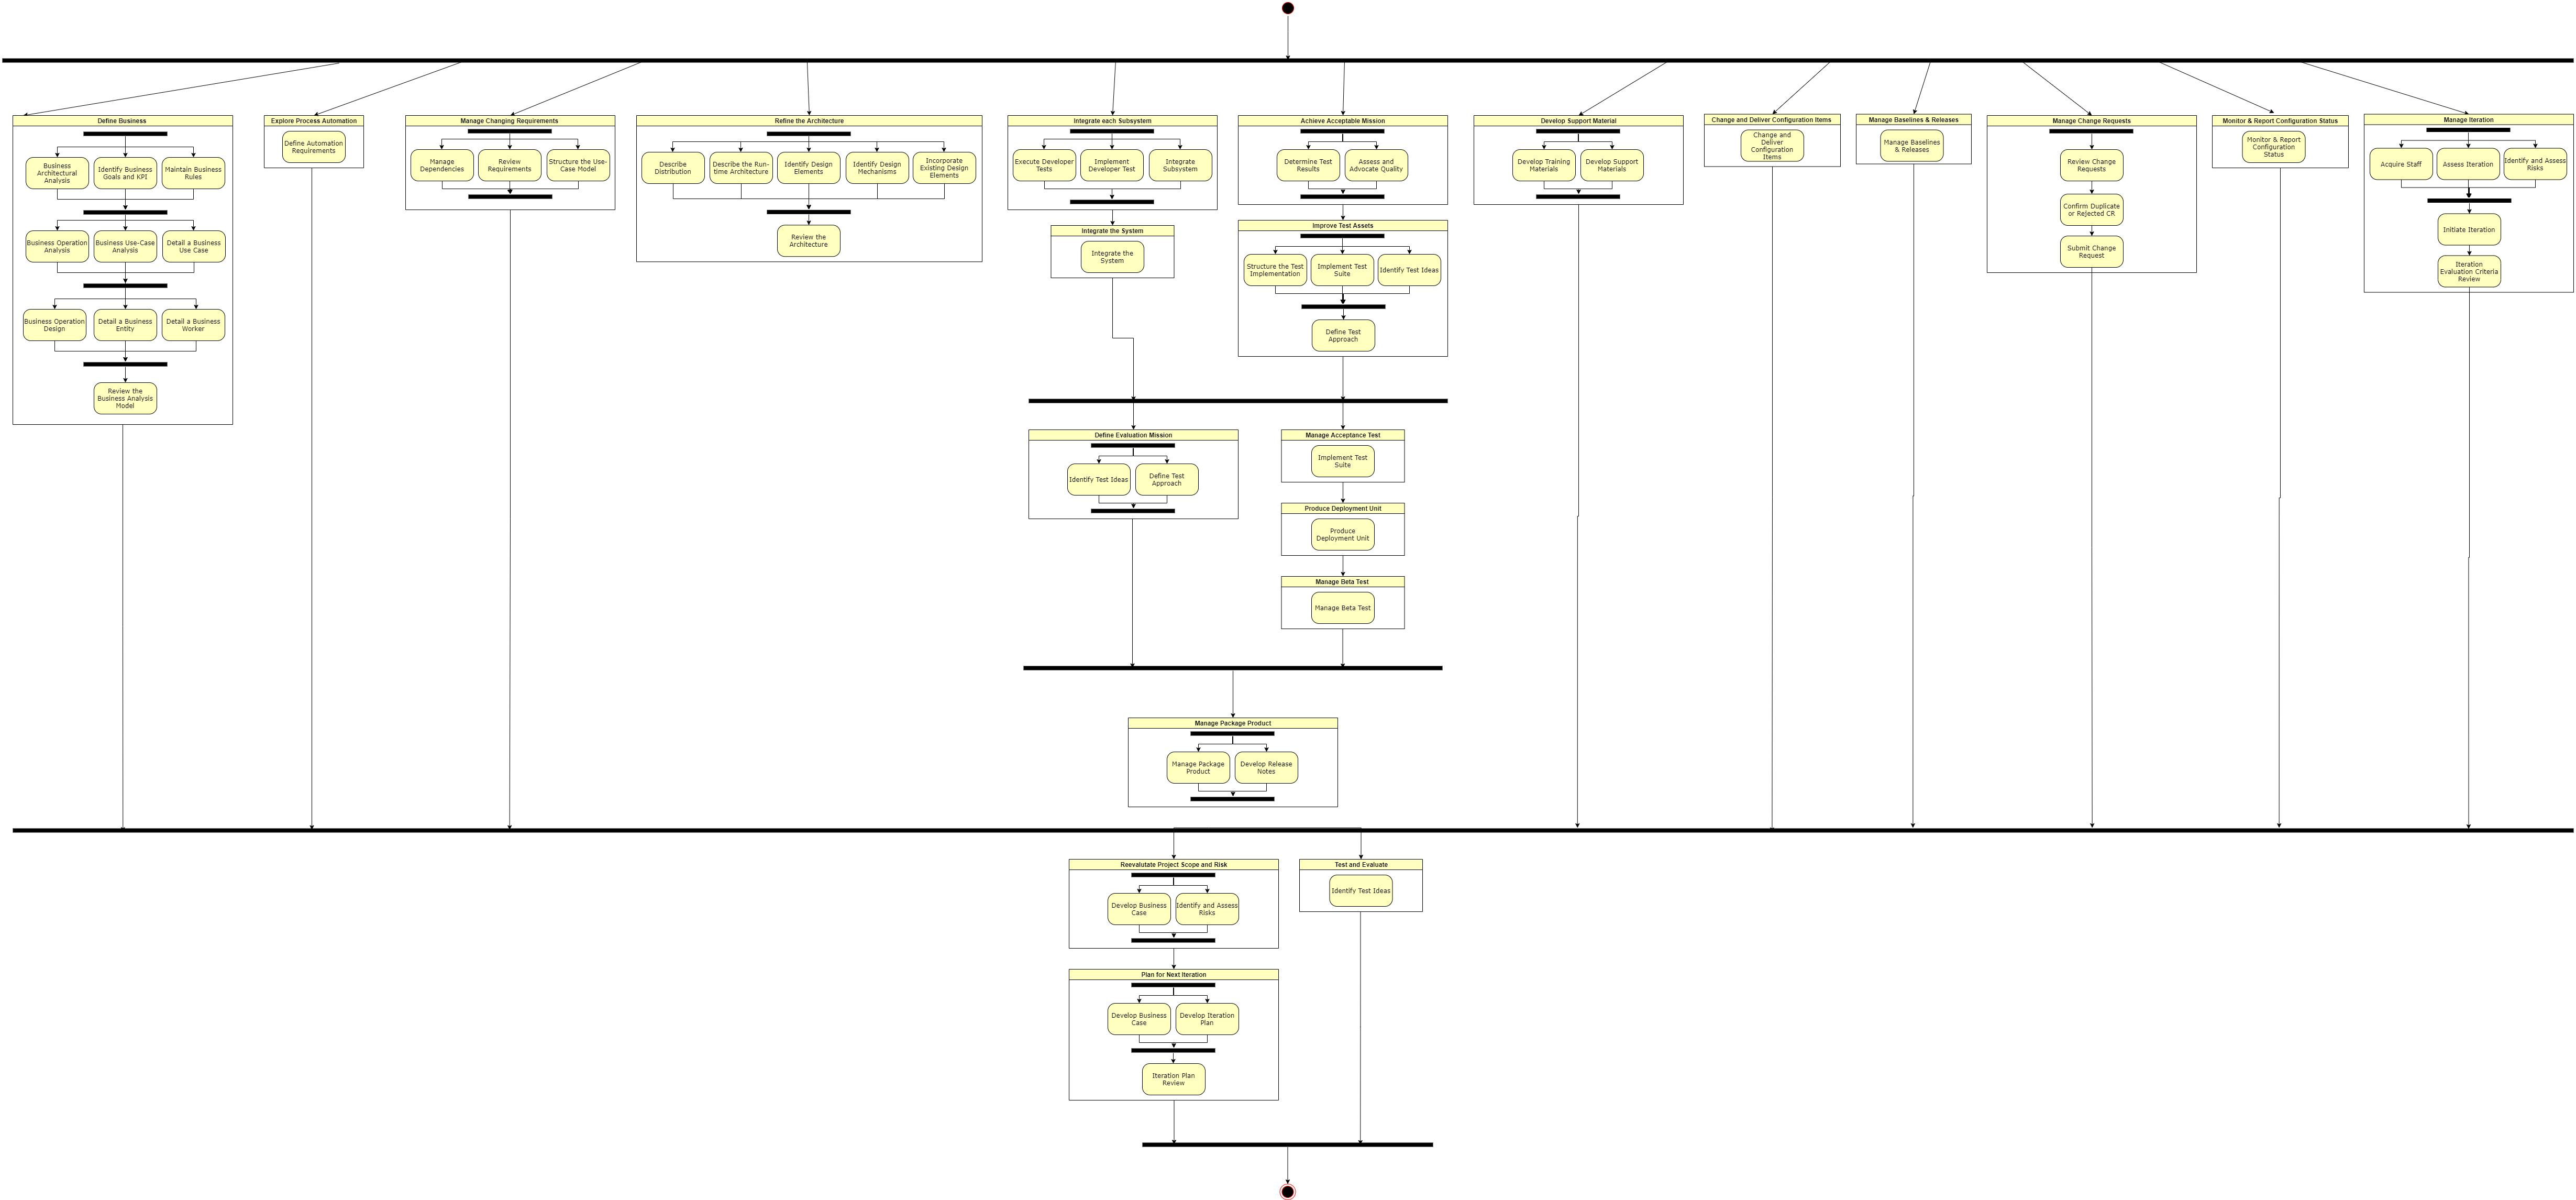 Define Business
Business
Architectural
Analysis
Identify Business
Goals and KPI
Maintain Business
Rules
Business Operation
Analysis
Business Use-Case
Analysis
Detail a Business
Use Case
Business Operation
Design
Detail a Business
Entity
Detail a Business
Worker
Review the
Business Analysis
Model
Explore Process Automation
Define Automation
Requirements
Manage Changing Requirements
Manage
Dependencies
Review
Requirements
Structure the Use-
Case Model
Refine the Architecture
Describe
Distribution
Describe the Run-
time Architecture
Identify Design
Elements
Identify Design
Mechanisms
Incorporate
Existing Design
Elements
Review the
Architecture
Integrate each Subsystem
Execute Developer
Tests
Implement
Developer Test
Integrate
Subsystem
Integrate the System
Integrate the
System
Achieve Acceptable Mission
Determine Test
Results
Assess and
Advocate Quality
Improve Test Assets
Structure the Test
Implementation
Implement Test
Suite
Identify Test Ideas
Define Test
Approach
Develop Support Material
Develop Training
Materials
Develop Support
Materials
Change and Deliver Configuration Items
Change and
Deliver
Configuration
Items
Manage Baselines & Releases
Manage Baselines
& Releases
Manage Change Requests
Review Change
Requests
Confirm Duplicate
or Rejected CR
Submit Change
Request
Monitor & Report Configuration Status
Monitor & Report
Configuration
Status
Manage Iteration
Acquire Staff
Assess Iteration
Identify and Assess
Risks
Initiate Iteration
Iteration
Evaluation Criteria
Review
Define Evaluation Mission
Identify Test Ideas
Define Test
Approach
Manage Acceptance Test
Implement Test
Suite
Produce Deployment Unit
Produce
Deployment Unit
Manage Beta Test
Manage Beta Test
Manage Package Product
Manage Package
Product
Develop Release
Notes
Reevalutate Project Scope and Risk
Develop Business
Case
Identify and Assess
Risks
Test and Evaluate
Identify Test Ideas
Plan for Next Iteration
Develop Business
Case
Develop Iteration
Plan
Iteration Plan
Review